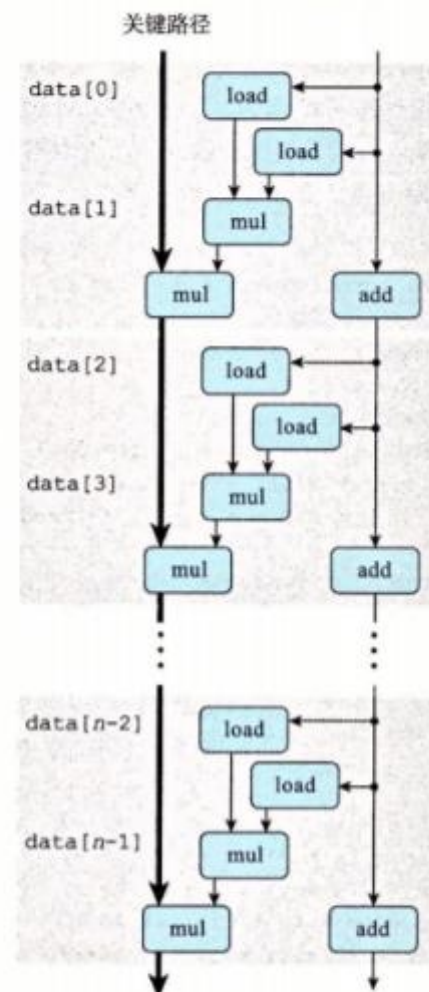 关键路径
data[0]
load
load
data[1]
mul
mul
add
data[2]
load
load
data[3]
mul
mul
add
data[n-2]
load
load
data[n-1]
mul
mul
add